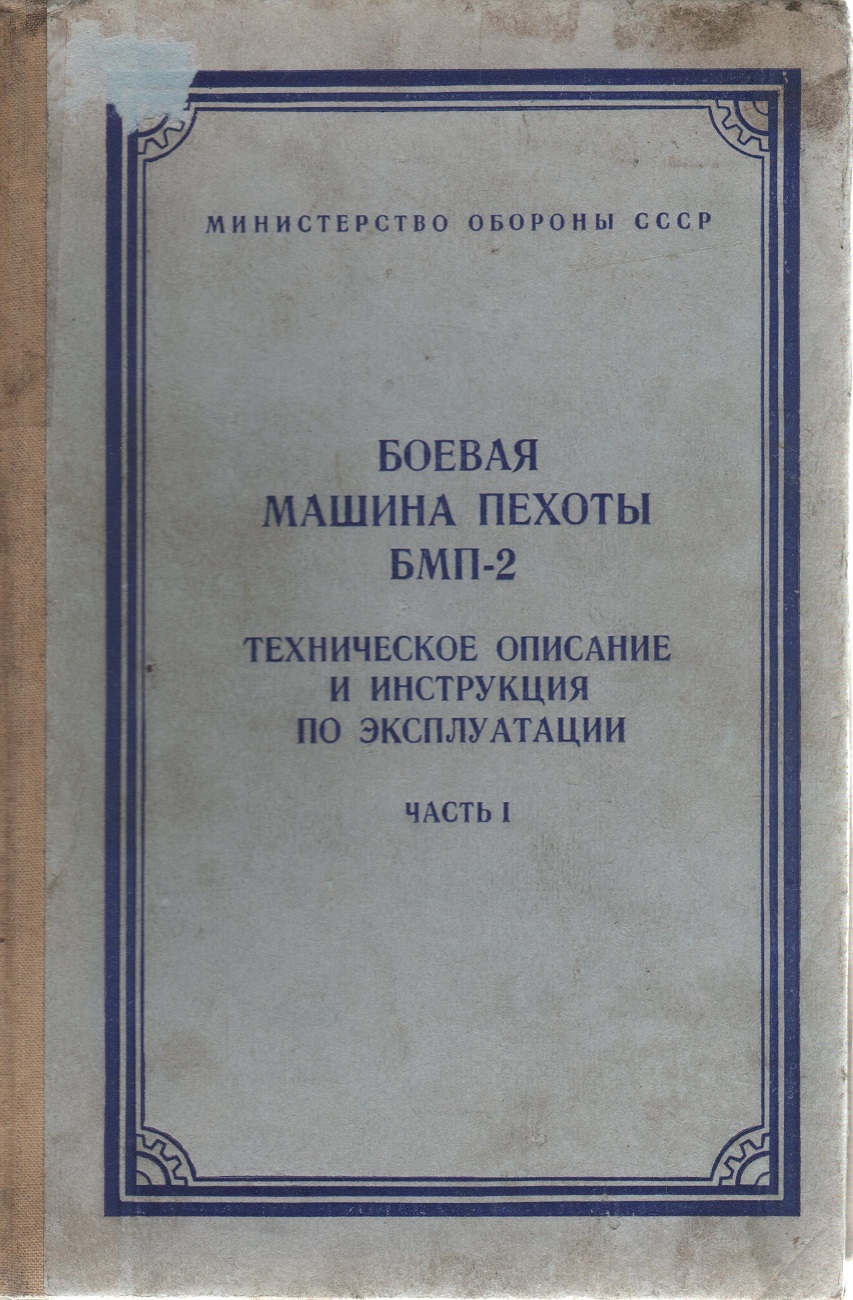 МИНИСТЕРСТВО ОБОРОНЫ СССР
БОЕВАЯ
МАШИНА ПЕХОТЫ
БМП-2
ТЕХНИЧЕСКОЕ ОПИСАНИЕ
И ИНСТРУКЦИЯ
ПО ЭКСПЛУАТАЦИИ
ЧАСТЬ I